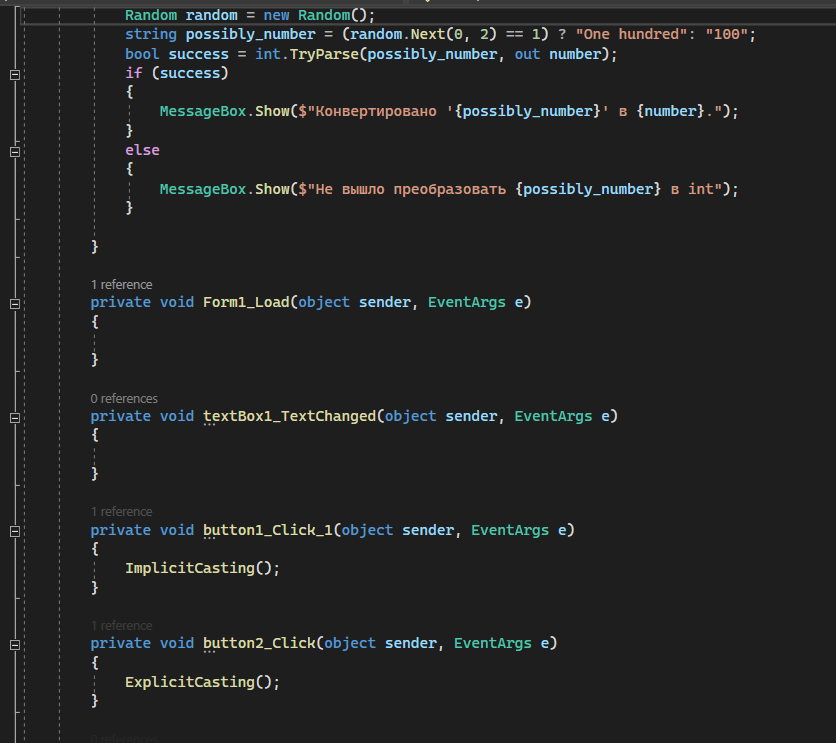 Random random = new Random();
string possibly_number = (random.Next(0, 2) == 1) ? "One hundred": "100";
bool success = int.TryParse(possibly_number, out number);
if (success)
{
MessageBox.Show($"Конвертировано '{possibly_number}' в {number}.");
}
else
{
MessageBox.Show($"Не вышло преобразовать {possibly_number} в int");
}
}
1 reference
private void Form1_Load(object sender, EventArgs e)
{
}
0 references
private void textBox1_TextChanged(object sender, EventArgs e)
{
}
1 reference
private void button1_Click_1(object sender, EventArgs e)
{
ImplicitCasting();
}
1 reference
private void button2_Click(object sender, EventArgs e)
{
ExplicitCasting();
}
0 references